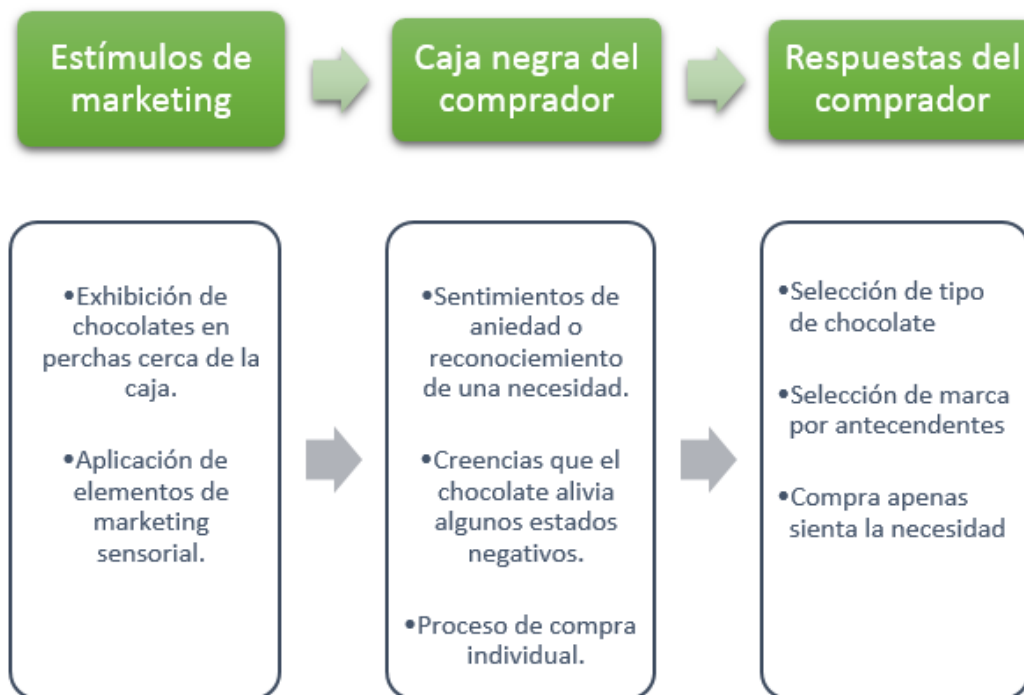 Estímulos de
marketing
Caja negra del
comprador
Respuestas del
comprador
•Exhibición de
chocolates en
perchas cerca de la
caja.
•Aplicación de
elementos de
marketing
sensorial.
•Sentimientos de
aniedad o
reconociemiento
de una necesidad.
•Creencias que el
chocolate alivia
algunos estados
negativos.
•Proceso de compra
individual.
•Selección de tipo
de chocolate
•Selección de marca
por antecendentes
•Compra apenas
sienta la necesidad